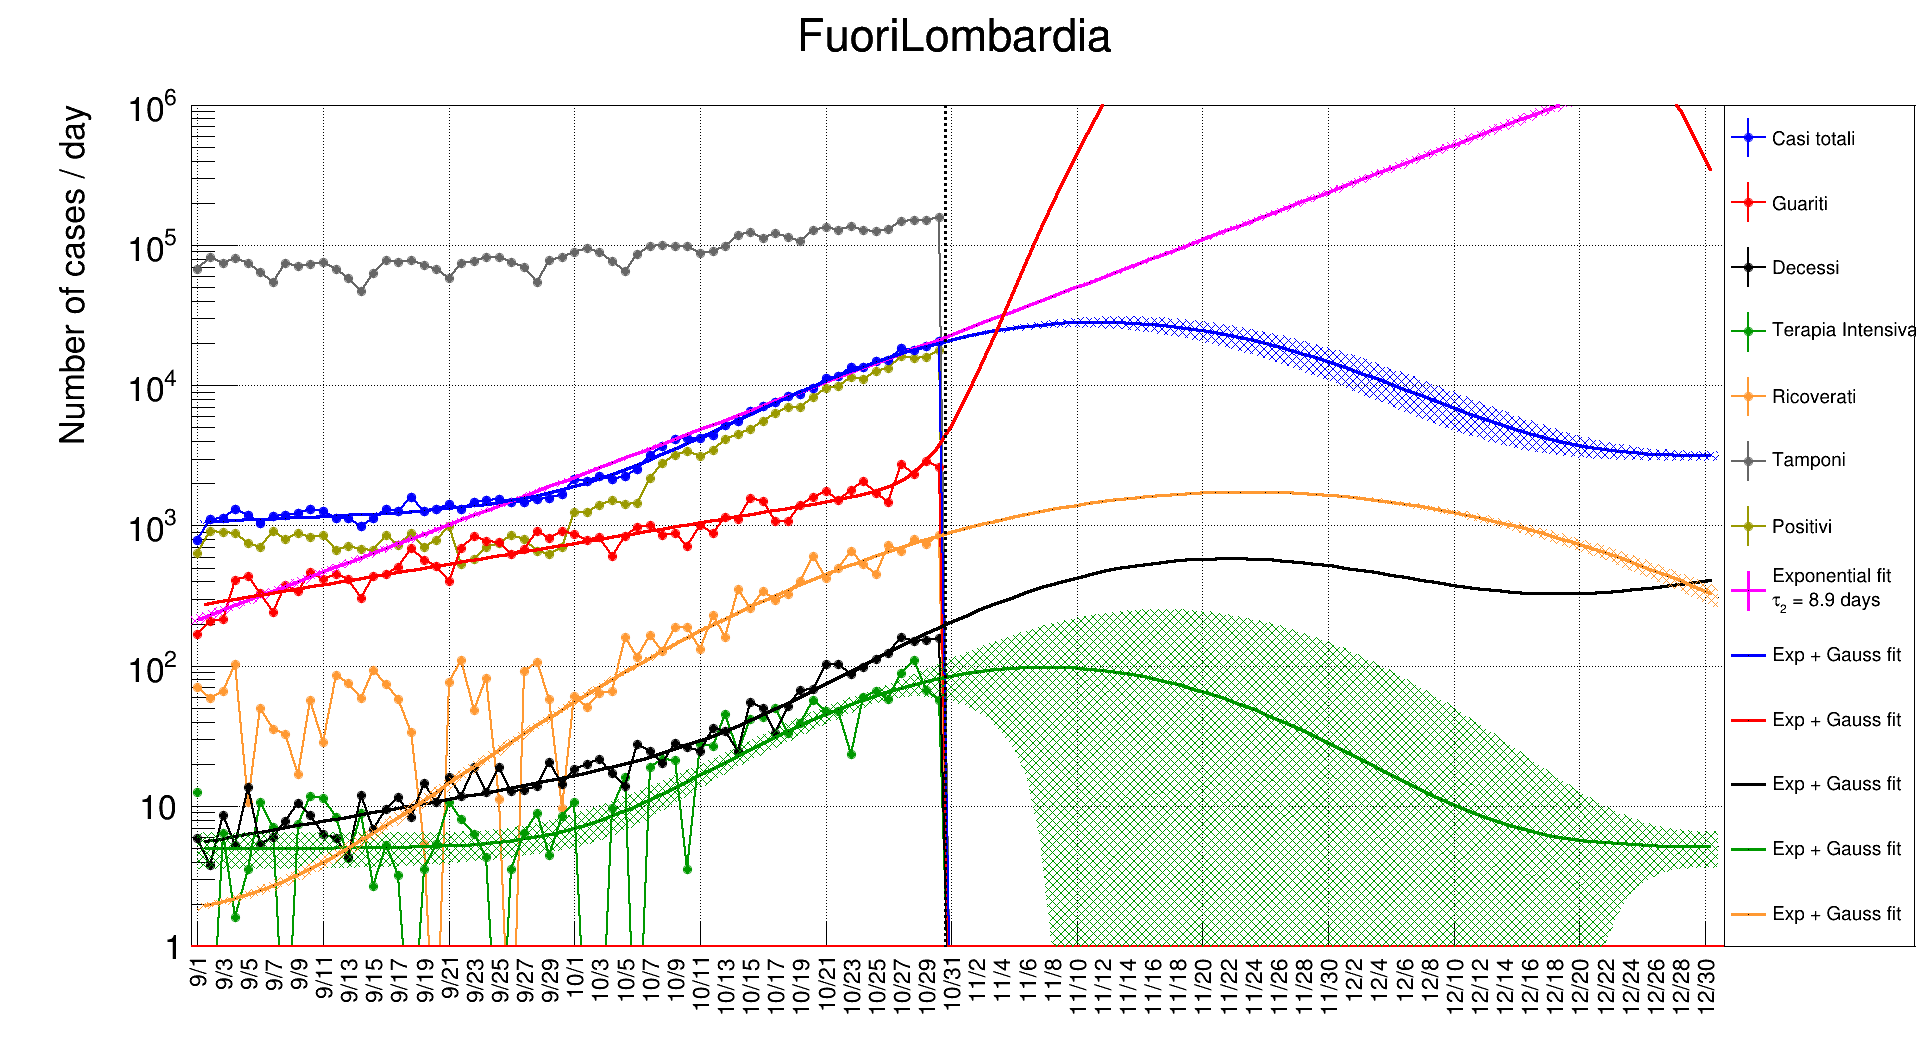 FuoriLombardia
Number of cases / day
10^6
10^5
10^4
10^3
10^2
10
1
9/1 9/3 9/5 9/7 9/9 9/11 9/13 9/15 9/17 9/19 9/21 9/23 9/25 9/27 9/29 10/1 10/3 10/5 10/7 10/9 10/11 10/13 10/15 10/17 10/19 10/21 10/23 10/25 10/27 10/29 10/31 11/2 11/4 11/6 11/8 11/10 11/12 11/14 11/16 11/18 11/20 11/22 11/24 11/26 11/28 11/30 12/2 12/4 12/6 12/8 12/10 12/12 12/14 12/16 12/18 12/20 12/22 12/24 12/26 12/28 12/30
Casi totali
Guariti
Decessi
Terapia Intensiva
Ricoverati
Tamponi
Positivi
Exponential fit
τ₂ = 8.9 days
Exp + Gauss fit
Exp + Gauss fit
Exp + Gauss fit
Exp + Gauss fit
Exp + Gauss fit